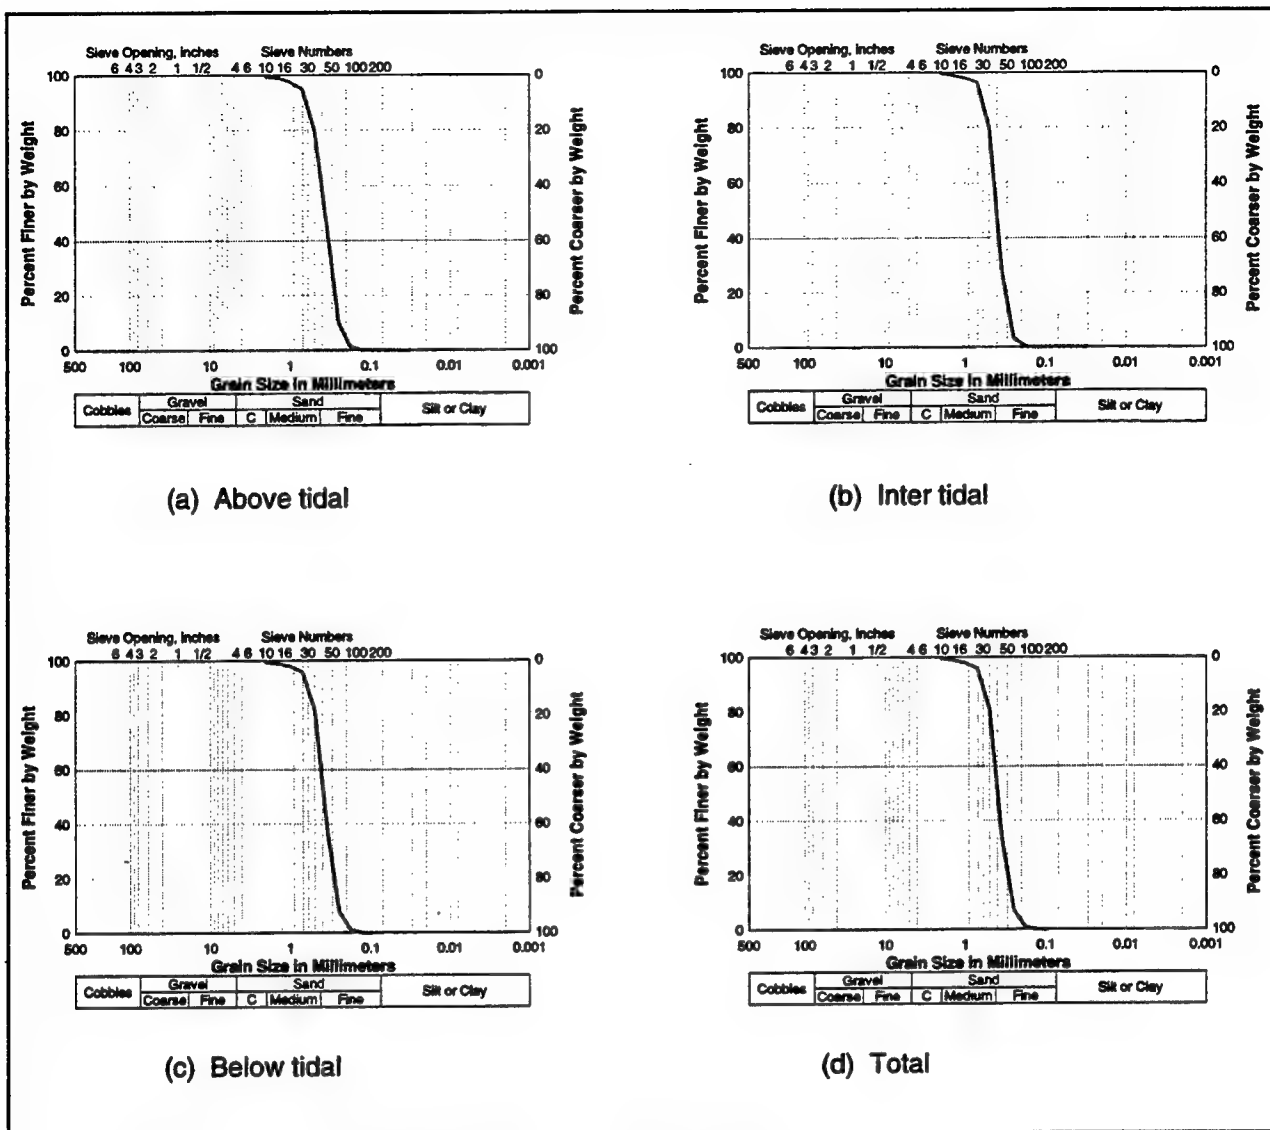 Sieve Opening, Inches Sieve Numbers
6 4 3 2 1 1/2 4 6 10 16 30 50 100 200
100 0
80 20
60 40
40 60
20 80
0 100
Percent Finer by Weight
Percent Coarser by Weight
500 100 10 1 0.1 0.01 0.001
Grain Size in Millimeters
Cobbles Gravel Sand Silt or Clay
Coarse Fine C Medium Fine
(a) Above tidal
Sieve Opening, Inches Sieve Numbers
6 4 3 2 1 1/2 4 6 10 16 30 50 100 200
100 0
80 20
60 40
40 60
20 80
0 100
Percent Finer by Weight
Percent Coarser by Weight
500 100 10 1 0.1 0.01 0.001
Grain Size in Millimeters
Cobbles Gravel Sand Silt or Clay
Coarse Fine C Medium Fine
(b) Inter tidal
Sieve Opening, Inches Sieve Numbers
6 4 3 2 1 1/2 4 6 10 16 30 50 100 200
100 0
80 20
60 40
40 60
20 80
0 100
Percent Finer by Weight
Percent Coarser by Weight
500 100 10 1 0.1 0.01 0.001
Grain Size in Millimeters
Cobbles Gravel Sand Silt or Clay
Coarse Fine C Medium Fine
(c) Below tidal
Sieve Opening, Inches Sieve Numbers
6 4 3 2 1 1/2 4 6 10 16 30 50 100 200
100 0
80 20
60 40
40 60
20 80
0 100
Percent Finer by Weight
Percent Coarser by Weight
500 100 10 1 0.1 0.01 0.001
Grain Size in Millimeters
Cobbles Gravel Sand Silt or Clay
Coarse Fine C Medium Fine
(d) Total